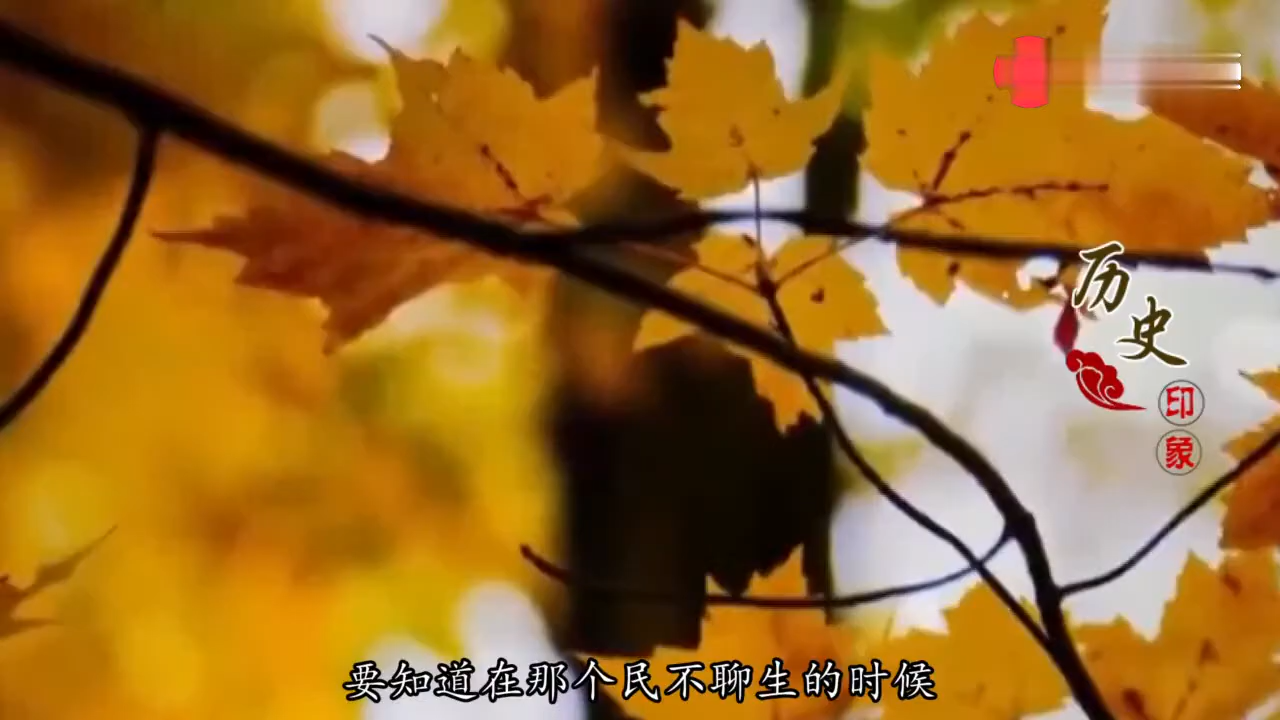 历史
印象
要知道在那个民不聊生的时候